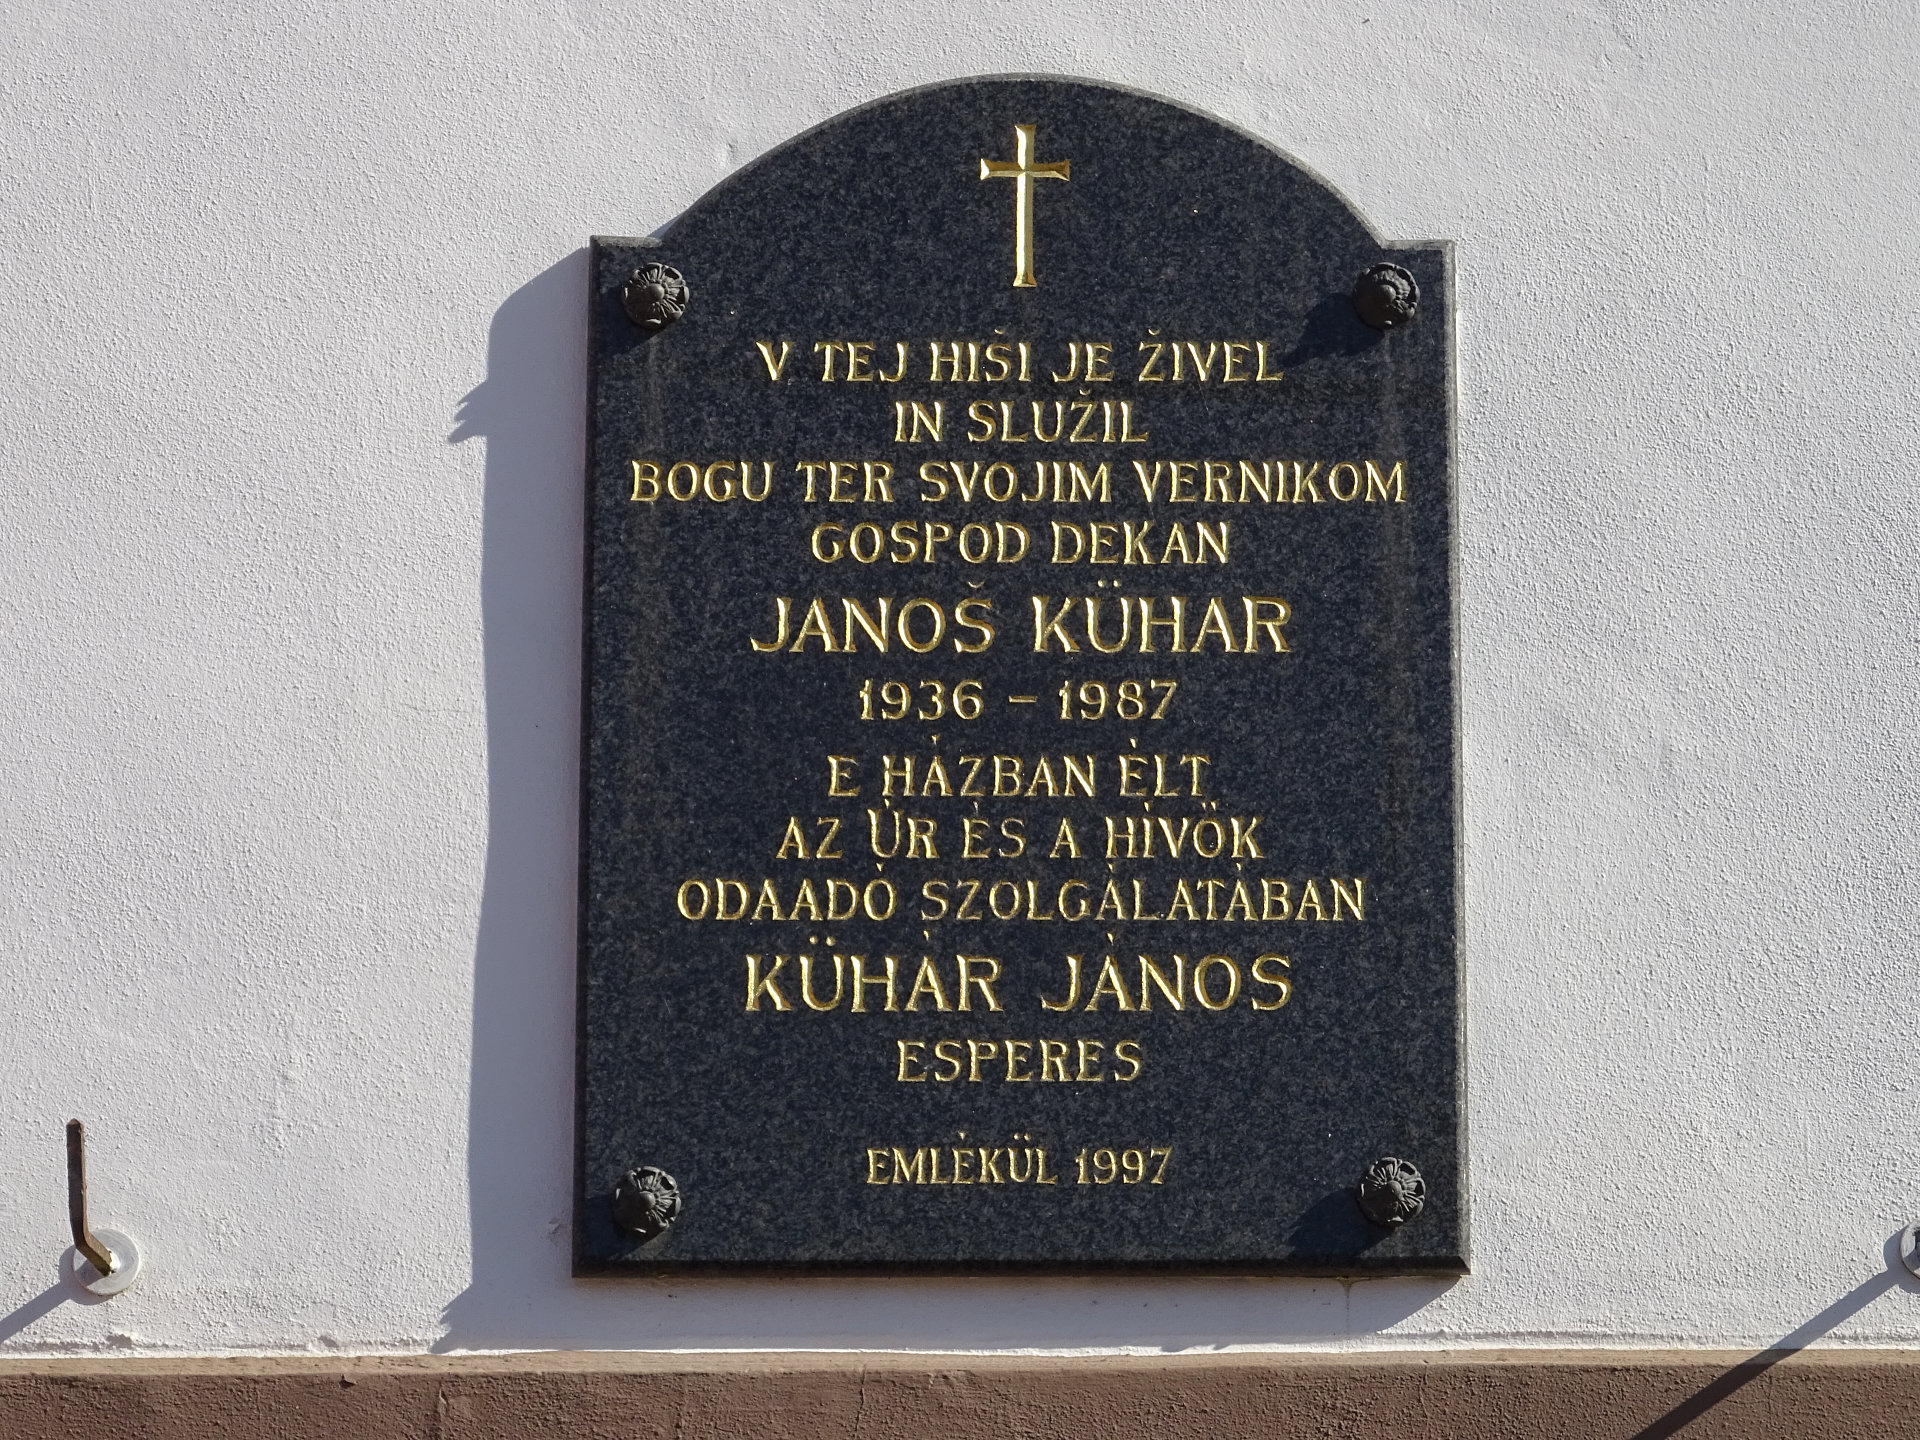 V TEJ HIŠI JE ŽIVEL
IN SLUŽIL
BOGU TER SVOJIM VERNIKOM
GOSPOD DEKAN
JANOŠ KÜHAR
1936 – 1987
E HÁZBAN ÉLT
AZ ÚR ÉS A HÍVŐK
ODAADÓ SZOLGÁLATÁBAN
KÜHÁR JÁNOS
ESPERES
EMLÉKÜL 1997